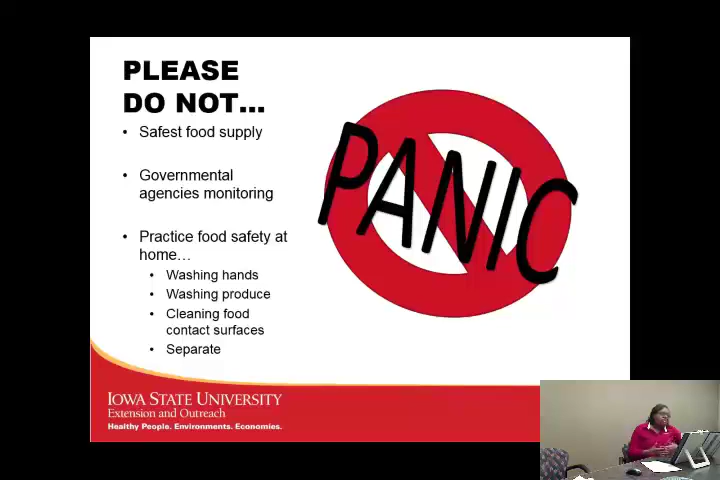 PLEASE
DO NOT...
• Safest food supply
• Governmental
agencies monitoring
• Practice food safety at
home...
• Washing hands
• Washing produce
• Cleaning food
contact surfaces
• Separate
PANIC
IOWA STATE UNIVERSITY
Extension and Outreach
Healthy People. Environments. Economies.